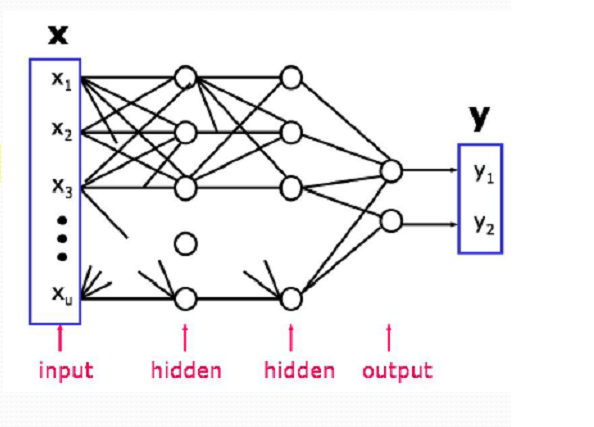 x
x₁
x₂
x₃
xᵤ
y
y₁
y₂
input
hidden
hidden
output